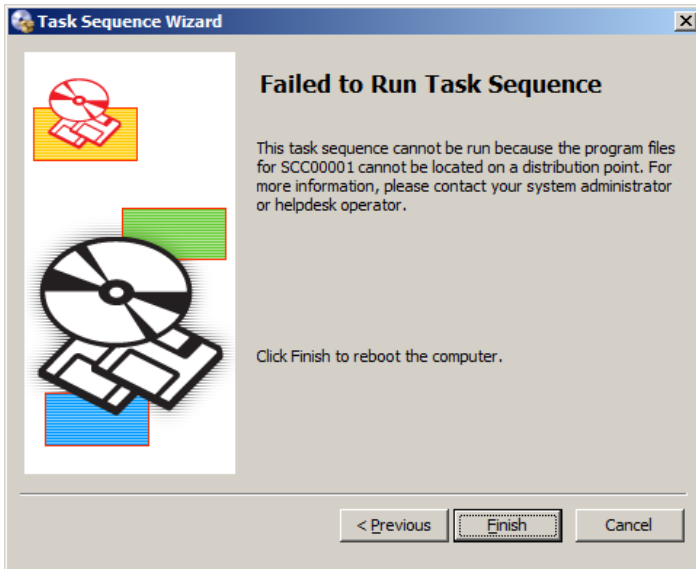 Task Sequence Wizard
Failed to Run Task Sequence
This task sequence cannot be run because the program files
for SCC00001 cannot be located on a distribution point. For
more information, please contact your system administrator
or helpdesk operator.
Click Finish to reboot the computer.
< Previous Finish Cancel